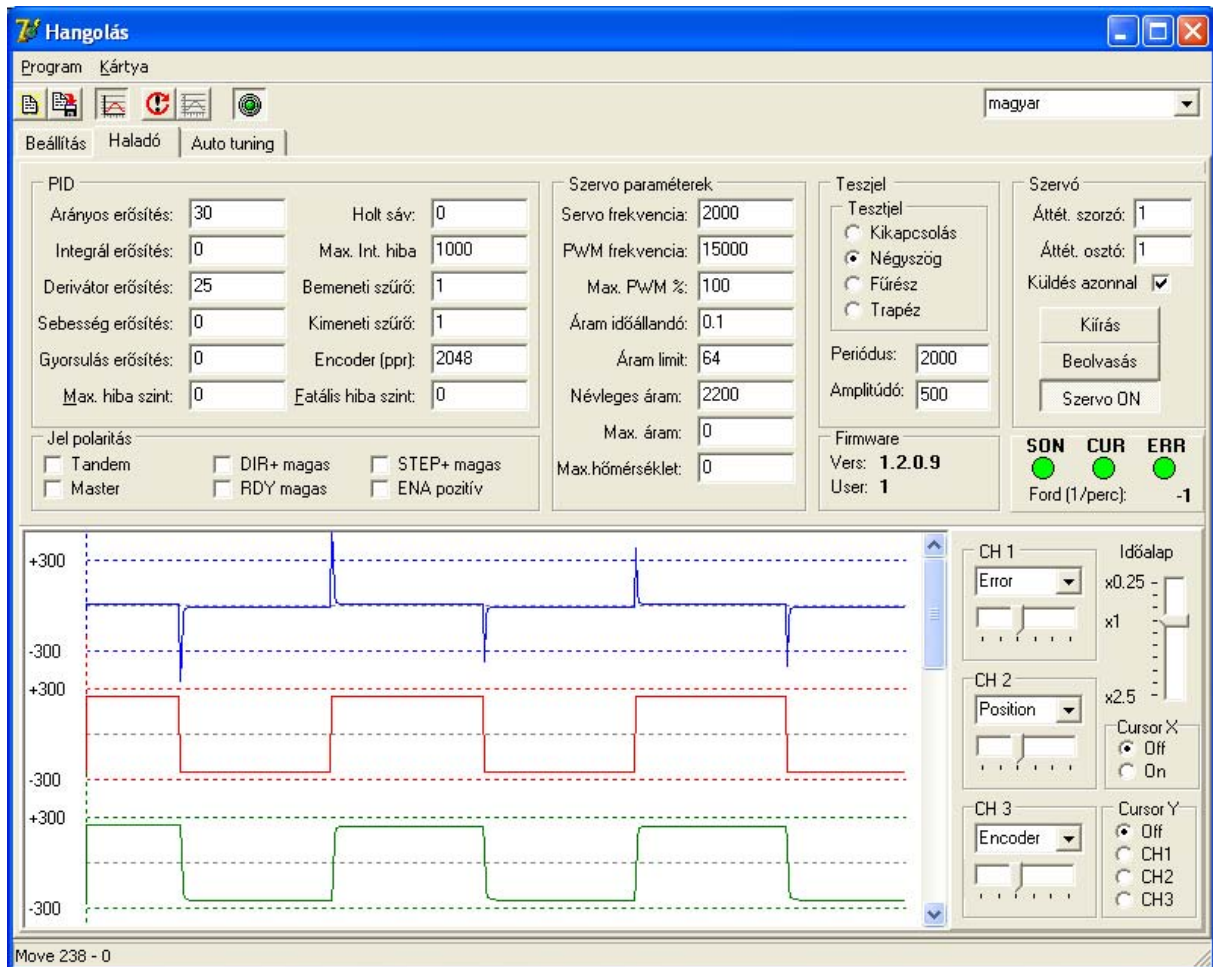 Hangolás
Program Kártya
magyar
Beállítás Haladó Auto tuning
PID
Arányos erősítés: 30
Integrál erősítés: 0
Derivátor erősítés: 25
Sebesség erősítés: 0
Gyorsulás erősítés: 0
Max. hiba szint: 0
Holt sáv: 0
Max. Int. hiba 1000
Bemeneti szűrő: 1
Kimeneti szűrő: 1
Encoder (ppr): 2048
Fatális hiba szint: 0
Jel polaritás
Tandem DIR+ magas STEP+ magas
Master RDY magas ENA pozitív
Szervo paraméterek
Servo frekvencia: 2000
PWM frekvencia: 15000
Max. PWM %: 100
Áram időállandó: 0.1
Áram limit: 64
Névleges áram: 2200
Max. áram: 0
Max.hőmérséklet: 0
Teszjel
Tesztjel
Kikapcsolás
Négyszög
Fűrész
Trapéz
Periódus: 2000
Amplitúdó: 500
Firmware
Vers: 1.2.0.9
User: 1
Szervó
Áttét. szorzó: 1
Áttét. osztó: 1
Küldés azonnal
Kiírás
Beolvasás
Szervo ON
SON CUR ERR
Ford (1/perc): -1
+300
-300
+300
-300
+300
-300
CH 1
Error
CH 2
Position
CH 3
Encoder
Időalap
x0.25
x1
x2.5
Cursor X
Off
On
Cursor Y
Off
CH1
CH2
CH3
Move 238 - 0